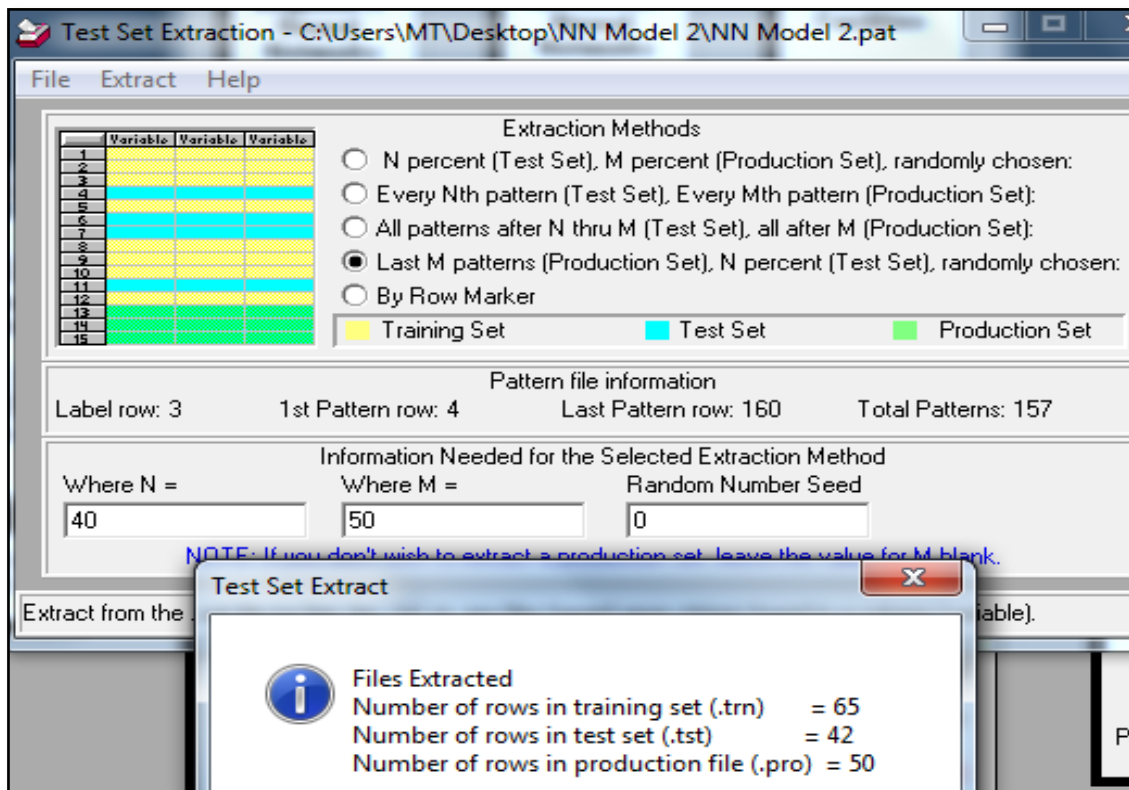 Test Set Extraction - C:\Users\MT\Desktop\NN Model 2\NN Model 2.pat
File Extract Help
Extraction Methods
Variable Variable Variable
1
2
3
4
5
6
7
8
9
10
11
12
13
14
15
N percent (Test Set), M percent (Production Set), randomly chosen:
Every Nth pattern (Test Set), Every Mth pattern (Production Set):
All patterns after N thru M (Test Set), all after M (Production Set):
Last M patterns (Production Set), N percent (Test Set), randomly chosen:
By Row Marker
Training Set Test Set Production Set
Pattern file information
Label row: 3 1st Pattern row: 4 Last Pattern row: 160 Total Patterns: 157
Information Needed for the Selected Extraction Method
Where N = Where M = Random Number Seed
40 50 0
NOTE: If you don't wish to extract a production set, leave the value for M blank.
Test Set Extract
Extract from the iable).
Files Extracted
Number of rows in training set (.trn) = 65
Number of rows in test set (.tst) = 42
Number of rows in production file (.pro) = 50
P